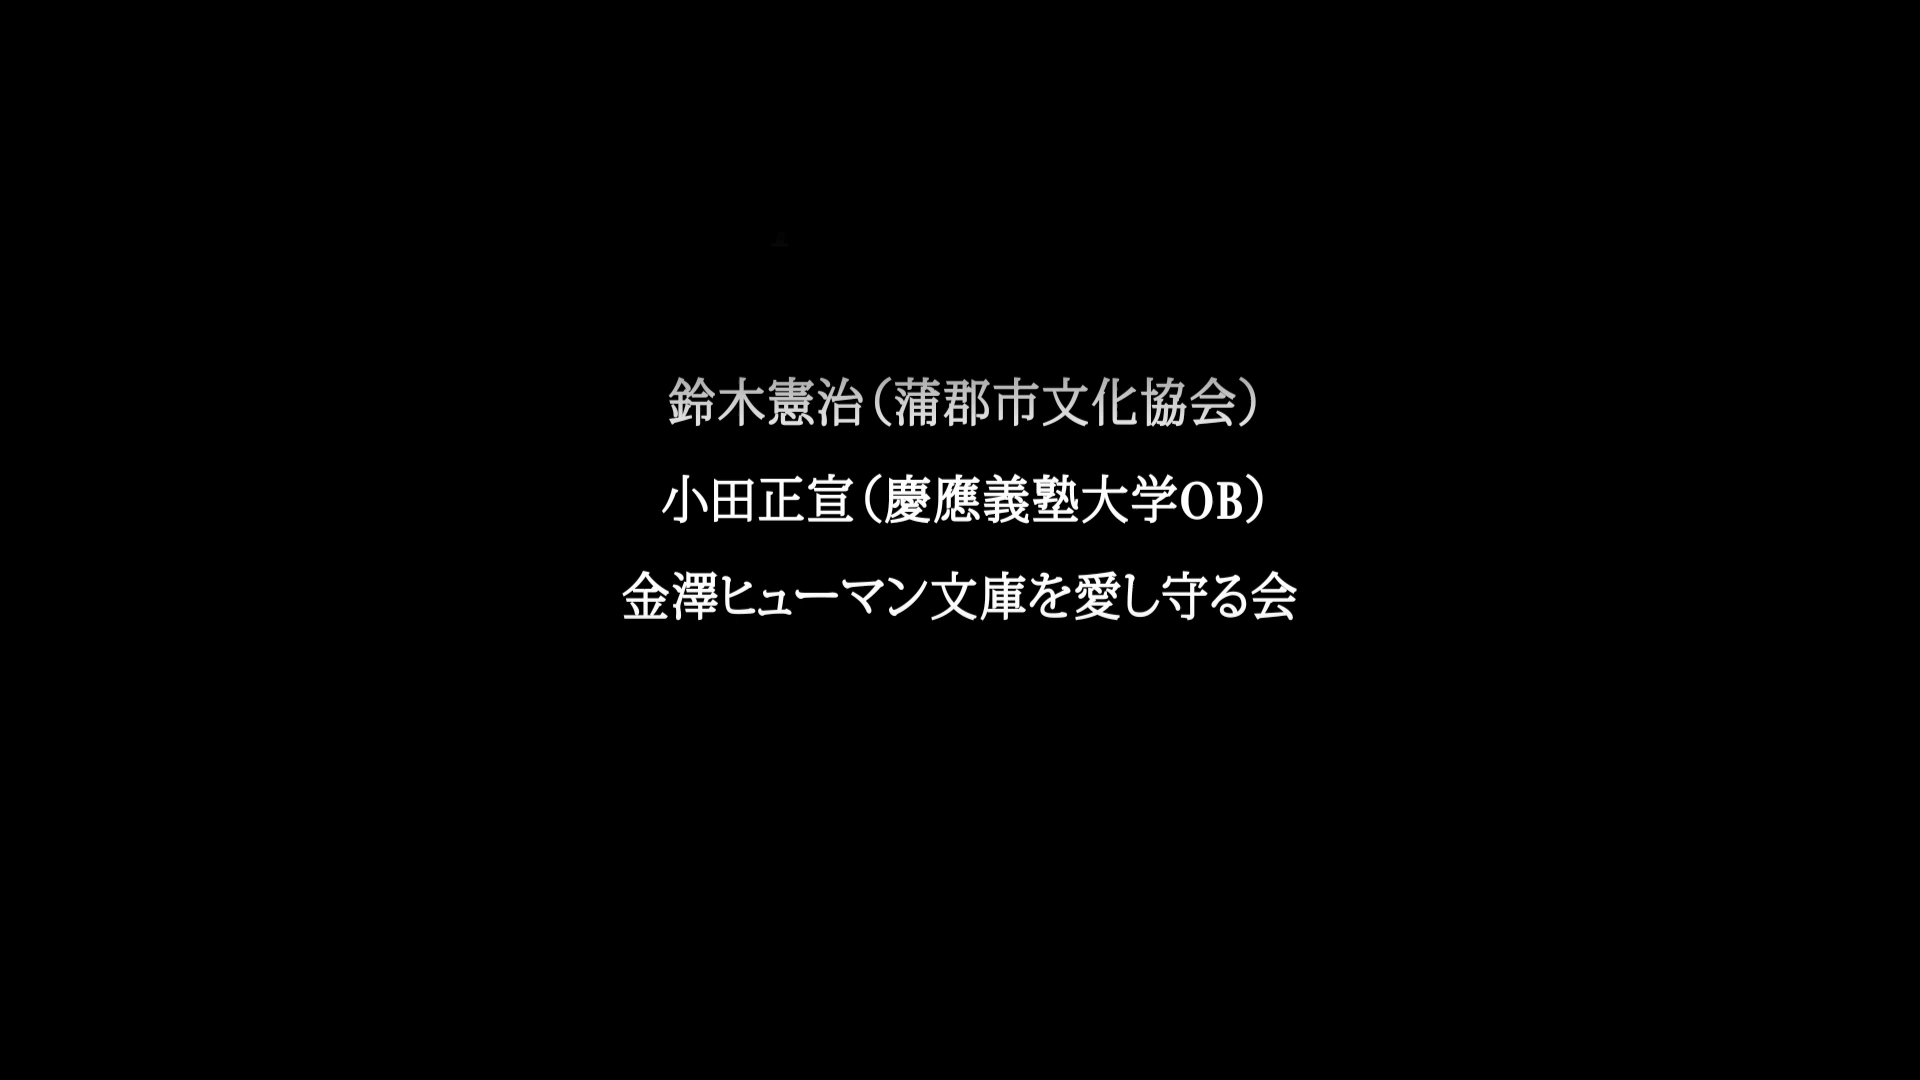 鈴木憲治（蒲郡市文化協会）
小田正宣（慶應義塾大学OB）
金澤ヒューマン文庫を愛し守る会